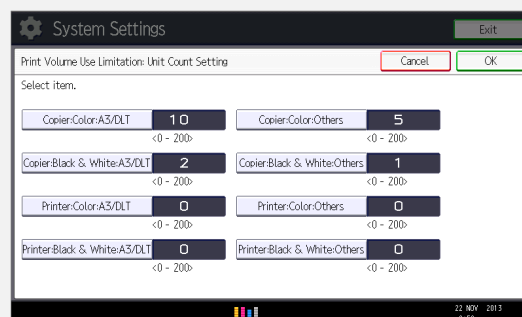 System Settings
Exit
Print Volume Use Limitation: Unit Count Setting
Cancel
OK
Select item.
Copier:Color:A3/DLT 10
Copier:Color:Others 5
<0 - 200>
<0 - 200>
Copier:Black & White:A3/DLT 2
Copier:Black & White:Others 1
<0 - 200>
<0 - 200>
Printer:Color:A3/DLT 0
Printer:Color:Others 0
<0 - 200>
<0 - 200>
Printer:Black & White:A3/DLT 0
Printer:Black & White:Others 0
<0 - 200>
<0 - 200>
22 NOV 2013